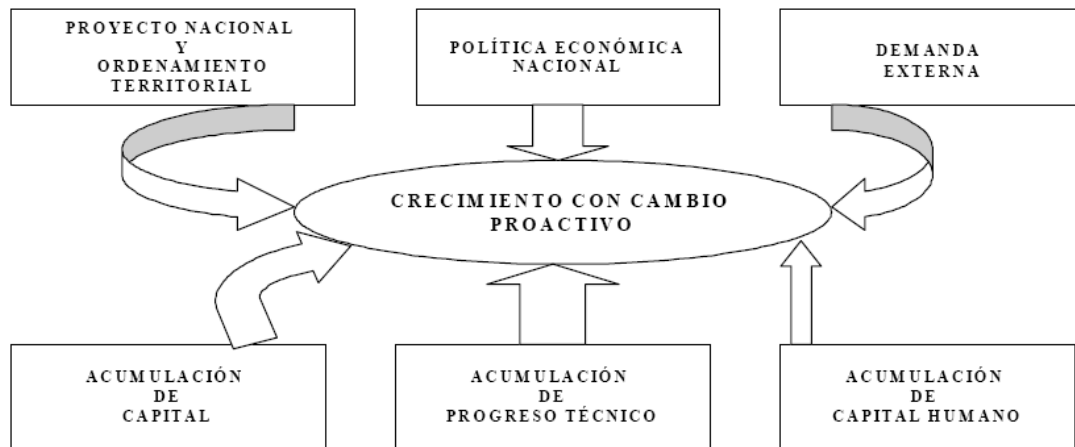 PROYECTO NACIONAL
Y
ORDENAMIENTO
TERRITORIAL
POLÍTICA ECONÓMICA
NACIONAL
DEMANDA
EXTERNA
CRECIMIENTO CON CAMBIO
PROACTIVO
ACUMULACIÓN
DE
CAPITAL
ACUMULACIÓN
DE
PROGRESO TÉCNICO
ACUMULACIÓN
DE
CAPITAL HUMANO